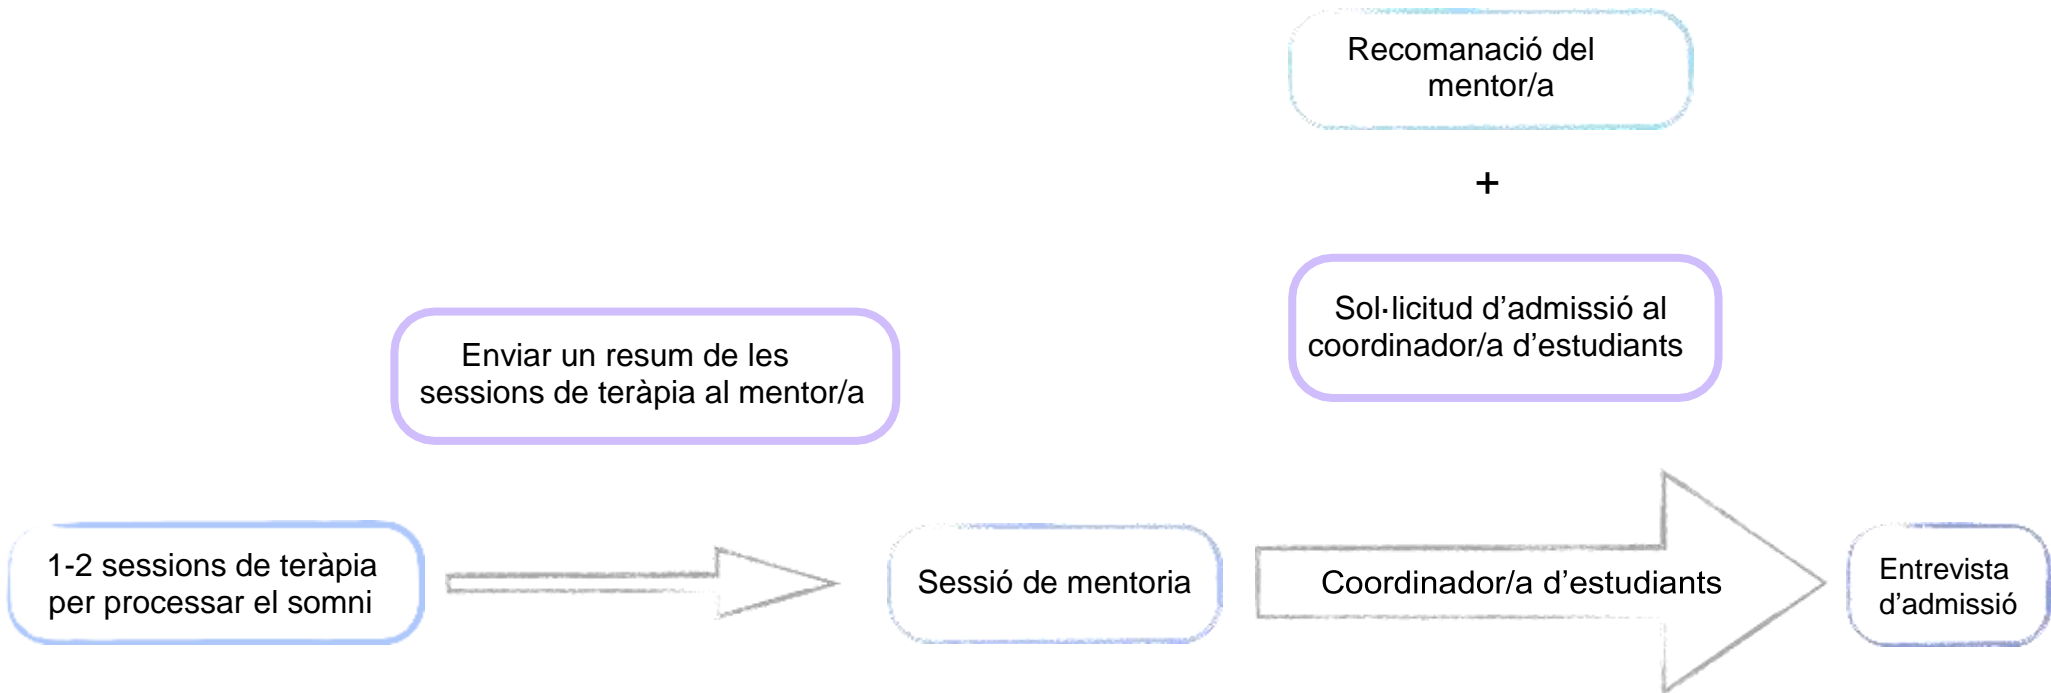 Recomanació del
mentor/a
+
Sol·licitud d’admissió al
coordinador/a d’estudiants
Enviar un resum de les
sessions de teràpia al mentor/a
1-2 sessions de teràpia
per processar el somni
Sessió de mentoria
Coordinador/a d’estudiants
Entrevista
d’admissió